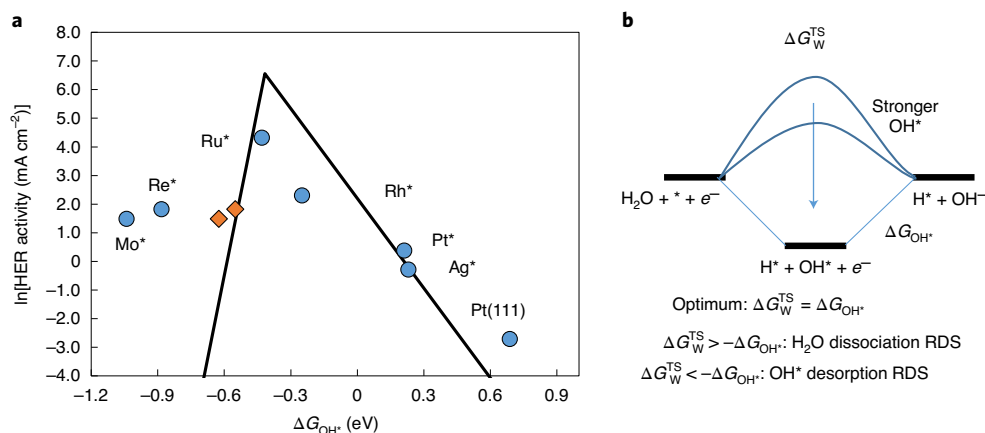 a
ln[HER activity (mA cm⁻²)]
8.0
7.0
6.0
5.0
4.0
3.0
2.0
1.0
0
−1.0
−2.0
−3.0
−4.0
−1.2
−0.9
−0.6
−0.3
0
0.3
0.6
0.9
ΔG_OH* (eV)
Mo*
Re*
Ru*
Rh*
Pt*
Ag*
Pt(111)
b
ΔG_W^TS
Stronger
OH*
H₂O + * + e⁻
H* + OH⁻
ΔG_OH*
H* + OH* + e⁻
Optimum: ΔG_W^TS = ΔG_OH*
ΔG_W^TS > −ΔG_OH*: H₂O dissociation RDS
ΔG_W^TS < −ΔG_OH*: OH* desorption RDS